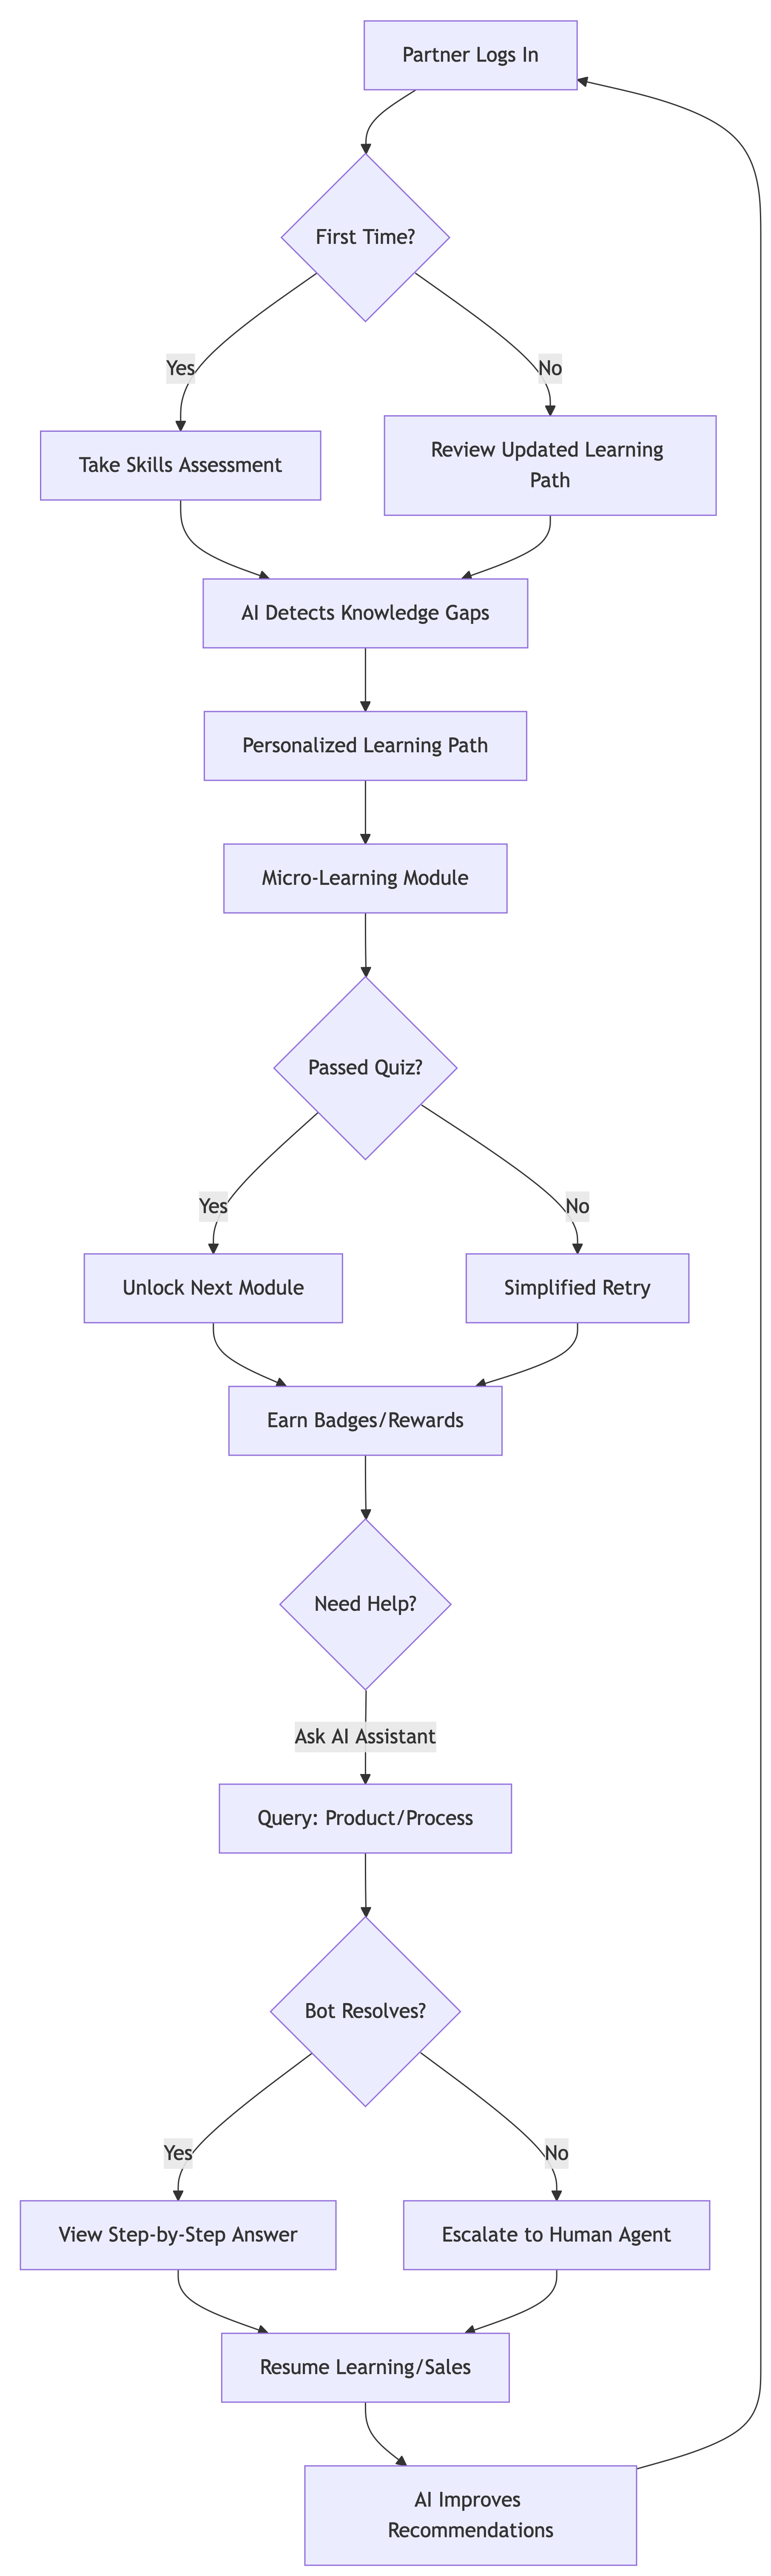 Partner Logs In
First Time?
Yes
No
Take Skills Assessment
Review Updated Learning
Path
AI Detects Knowledge Gaps
Personalized Learning Path
Micro-Learning Module
Passed Quiz?
Yes
No
Unlock Next Module
Simplified Retry
Earn Badges/Rewards
Need Help?
Ask AI Assistant
Query: Product/Process
Bot Resolves?
Yes
No
View Step-by-Step Answer
Escalate to Human Agent
Resume Learning/Sales
AI Improves
Recommendations